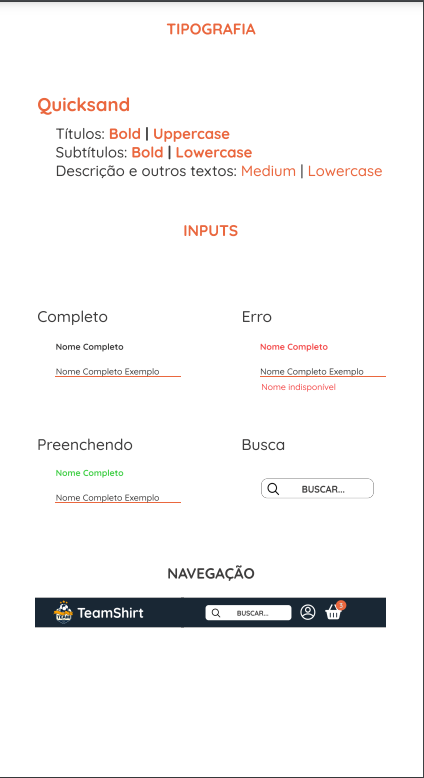 TIPOGRAFIA
Quicksand
Títulos: Bold | Uppercase
Subtítulos: Bold | Lowercase
Descrição e outros textos: Medium | Lowercase
INPUTS
Completo
Nome Completo
Nome Completo Exemplo
Erro
Nome Completo
Nome Completo Exemplo
Nome indisponível
Preenchendo
Nome Completo
Nome Completo Exemplo
Busca
BUSCAR...
NAVEGAÇÃO
TeamShirt
BUSCAR...
3